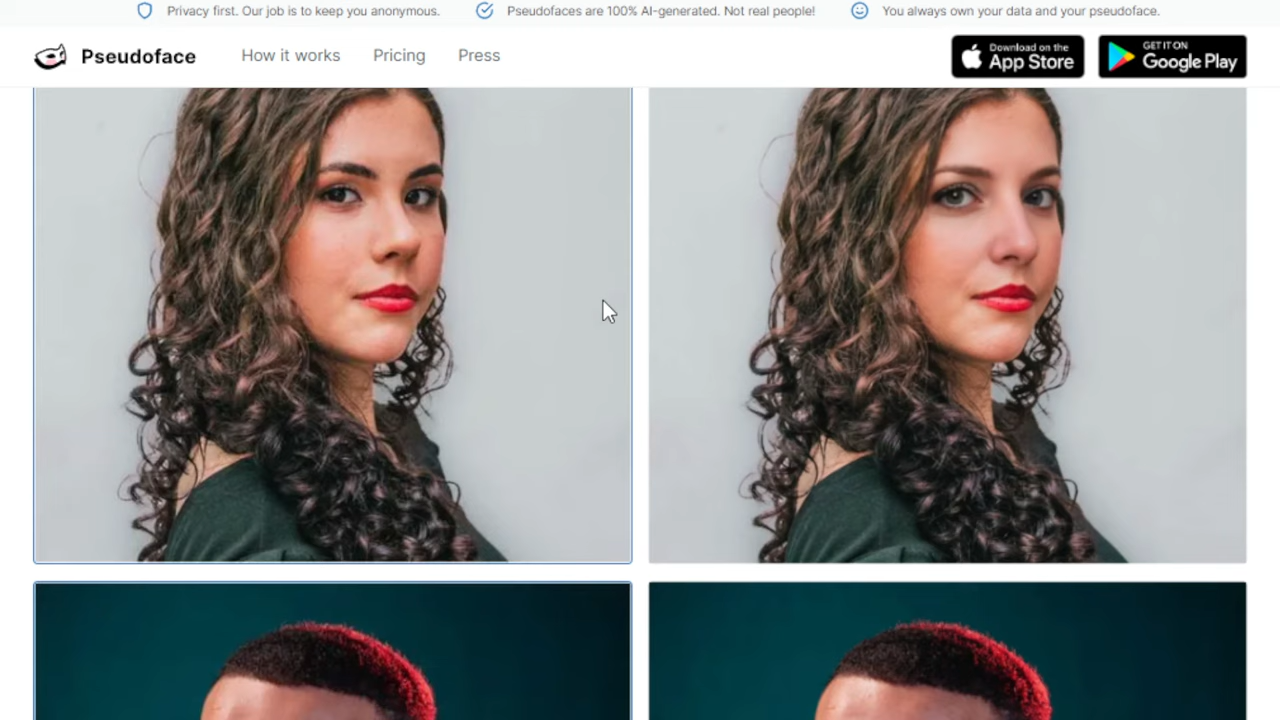 Privacy first. Our job is to keep you anonymous.
Pseudofaces are 100% AI-generated. Not real people!
You always own your data and your pseudoface.
Pseudoface
How it works
Pricing
Press
Download on the
App Store
GET IT ON
Google Play